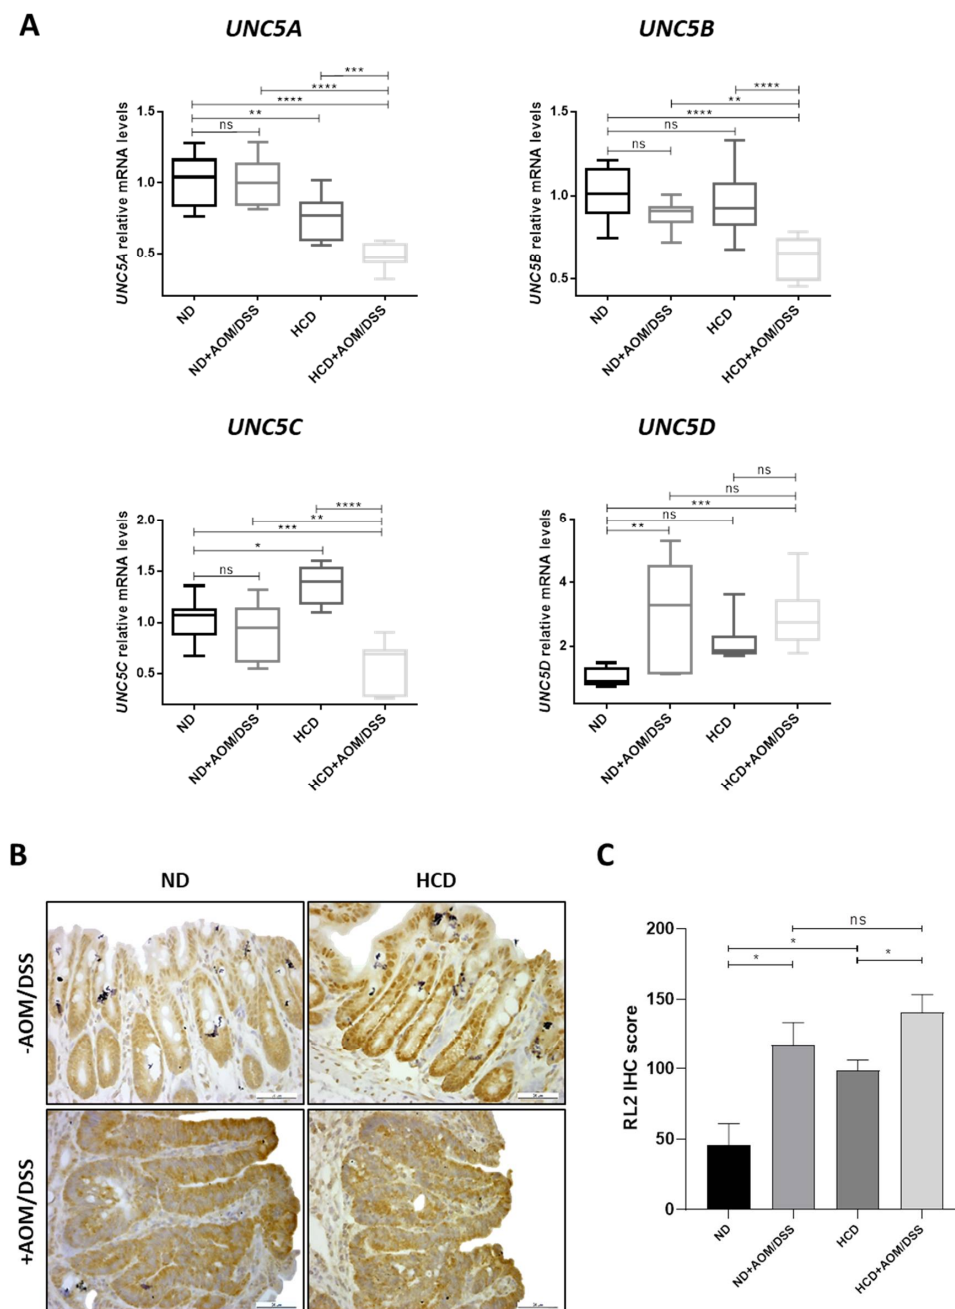 A
UNC5A
UNC5B
***
****
****
**
ns
****
**
****
ns
ns
UNC5A relative mRNA levels
1.5
1.0
0.5
ND
ND+AOM/DSS
HCD
HCD+AOM/DSS
UNC5B relative mRNA levels
1.5
1.0
0.5
ND
ND+AOM/DSS
HCD
HCD+AOM/DSS
UNC5C
UNC5D
****
**
***
*
ns
ns
ns
***
ns
**
UNC5C relative mRNA levels
2.0
1.5
1.0
0.5
ND
ND+AOM/DSS
HCD
HCD+AOM/DSS
UNC5D relative mRNA levels
6
4
2
ND
ND+AOM/DSS
HCD
HCD+AOM/DSS
B
ND
HCD
-AOM/DSS
+AOM/DSS
C
ns
*
*
*
RL2 IHC score
200
150
100
50
0
ND
ND+AOM/DSS
HCD
HCD+AOM/DSS